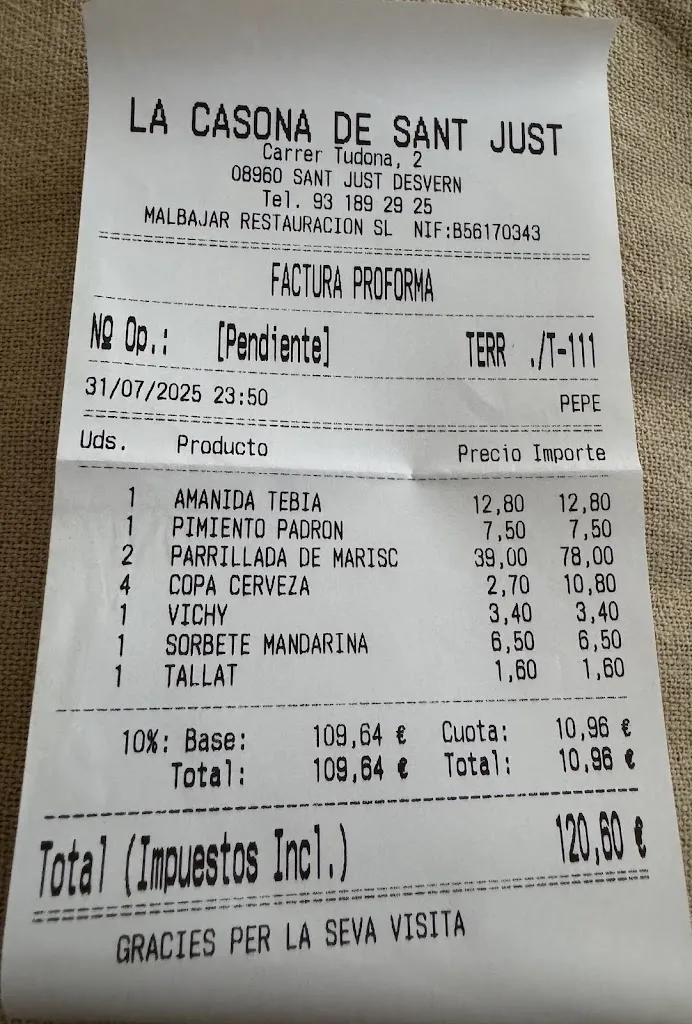 LA CASONA DE SANT JUST
Carrer Tudona, 2
08960 SANT JUST DESVERN
Tel. 93 189 29 25
MALBAJAR RESTAURACION SL NIF:B56170343
FACTURA PROFORMA
Nº Op.: [Pendiente] TERR ./T-111
31/07/2025 23:50 PEPE
Uds. Producto Precio Importe
1 AMANIDA TEBIA 12,80 12,80
1 PIMIENTO PADRON 7,50 7,50
2 PARRILLADA DE MARISC 39,00 78,00
4 COPA CERVEZA 2,70 10,80
1 VICHY 3,40 3,40
1 SORBETE MANDARINA 6,50 6,50
1 TALLAT 1,60 1,60
10%: Base: 109,64 € Cuota: 10,96 €
Total: 109,64 € Total: 10,96 €
Total (Impuestos Incl.) 120,60 €
GRACIES PER LA SEVA VISITA